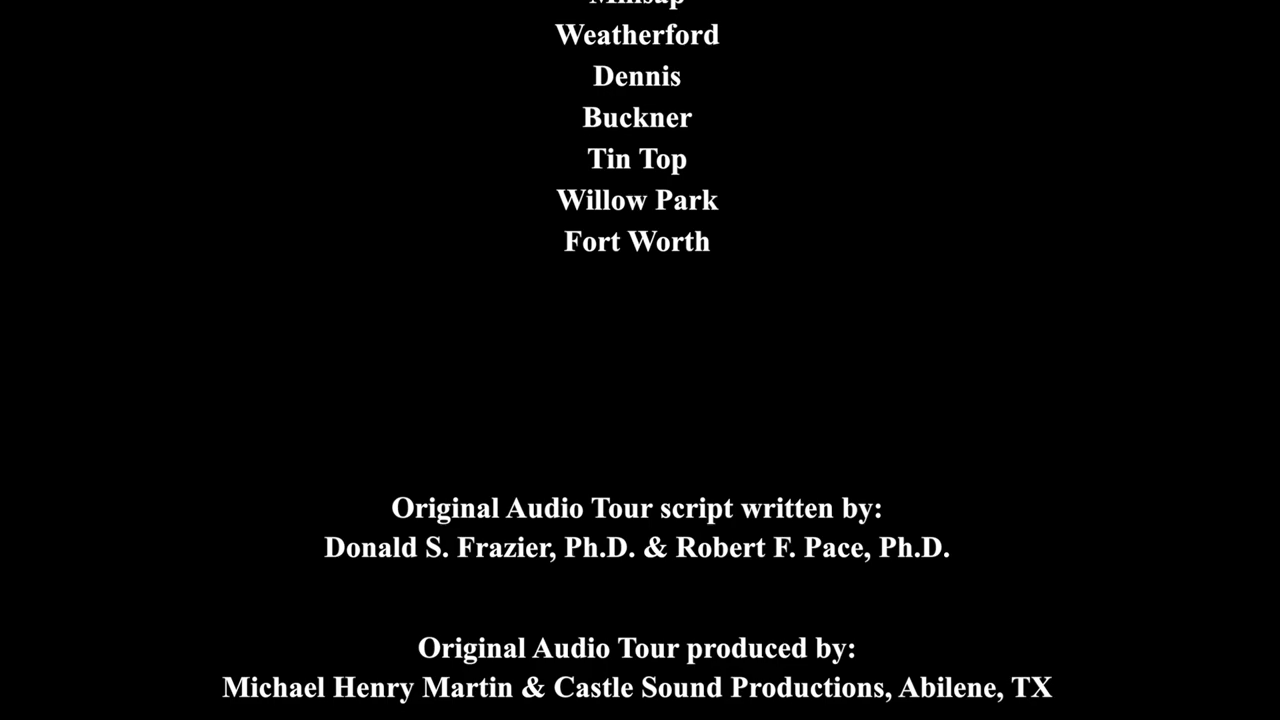 Weatherford
Dennis
Buckner
Tin Top
Willow Park
Fort Worth
Original Audio Tour script written by:
Donald S. Frazier, Ph.D. & Robert F. Pace, Ph.D.
Original Audio Tour produced by:
Michael Henry Martin & Castle Sound Productions, Abilene, TX